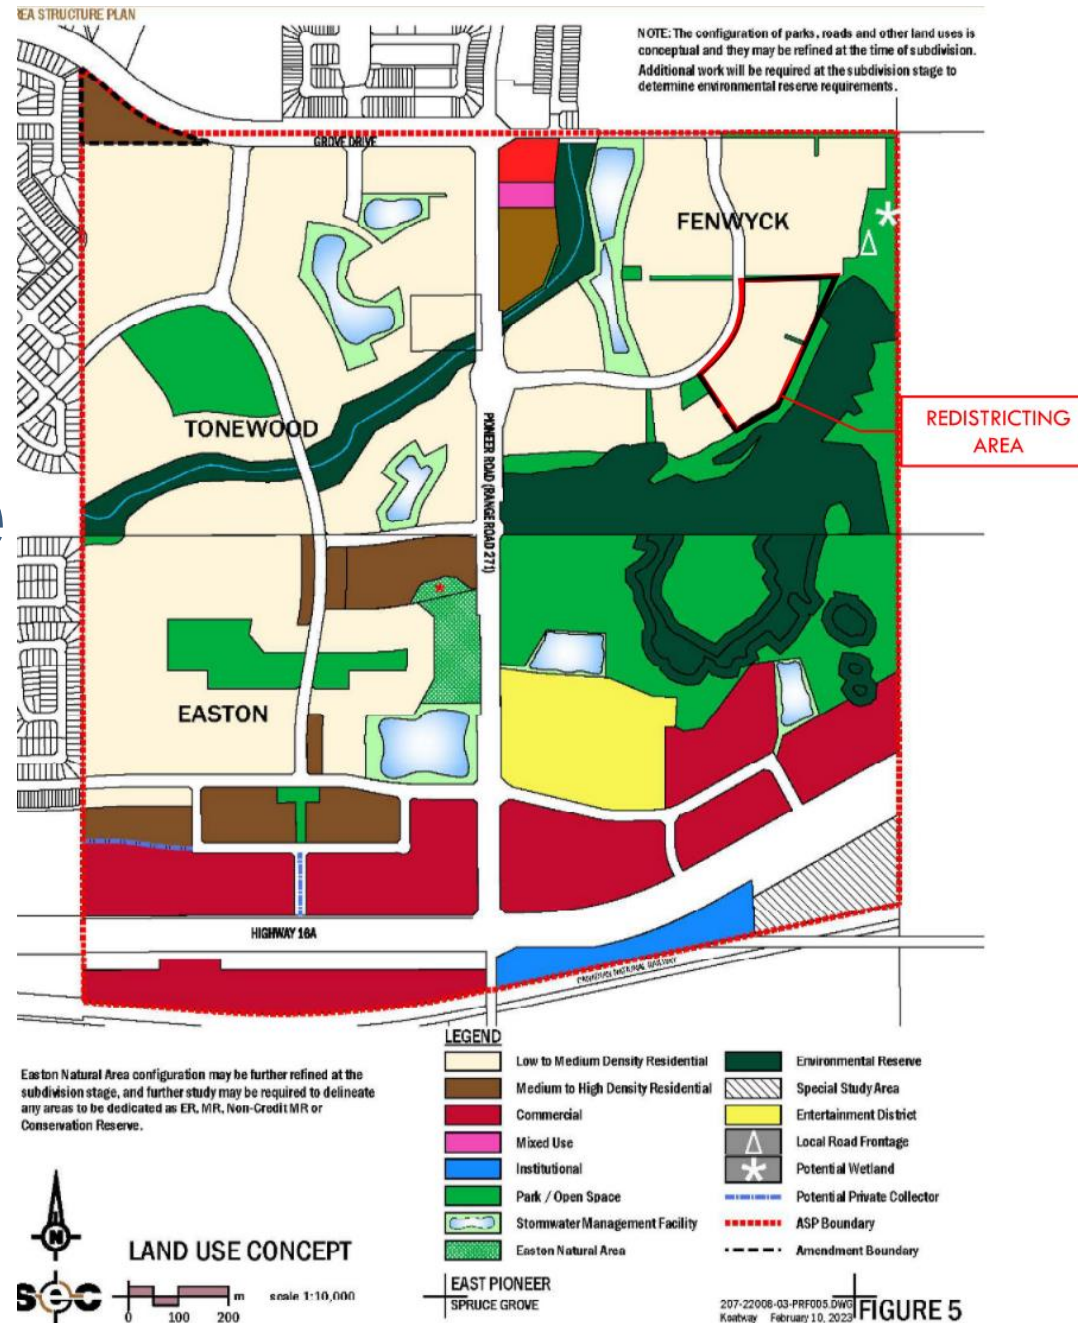 REA STRUCTURE PLAN
NOTE: The configuration of parks, roads and other land uses is
conceptual and they may be refined at the time of subdivision.
Additional work will be required at the subdivision stage to
determine environmental reserve requirements.
GROVE DRIVE
FENWYCK
REDISTRICTING
AREA
TONEWOOD
PIONEER ROAD (RANGE ROAD 271)
EASTON
HIGHWAY 16A
CANADIAN NATIONAL RAILWAY
Easton Natural Area configuration may be further refined at the
subdivision stage, and further study may be required to delineate
any areas to be dedicated as ER, MR, Non-Credit MR or
Conservation Reserve.
LEGEND
Low to Medium Density Residential
Medium to High Density Residential
Commercial
Mixed Use
Institutional
Park / Open Space
Stormwater Management Facility
Easton Natural Area
Environmental Reserve
Special Study Area
Entertainment District
Local Road Frontage
Potential Wetland
Potential Private Collector
ASP Boundary
Amendment Boundary
N
LAND USE CONCEPT
sec
m
scale 1:10,000
0 100 200
EAST PIONEER
SPRUCE GROVE
207-22008-03-PRF005.DWG
Keatway February 10, 2023
FIGURE 5